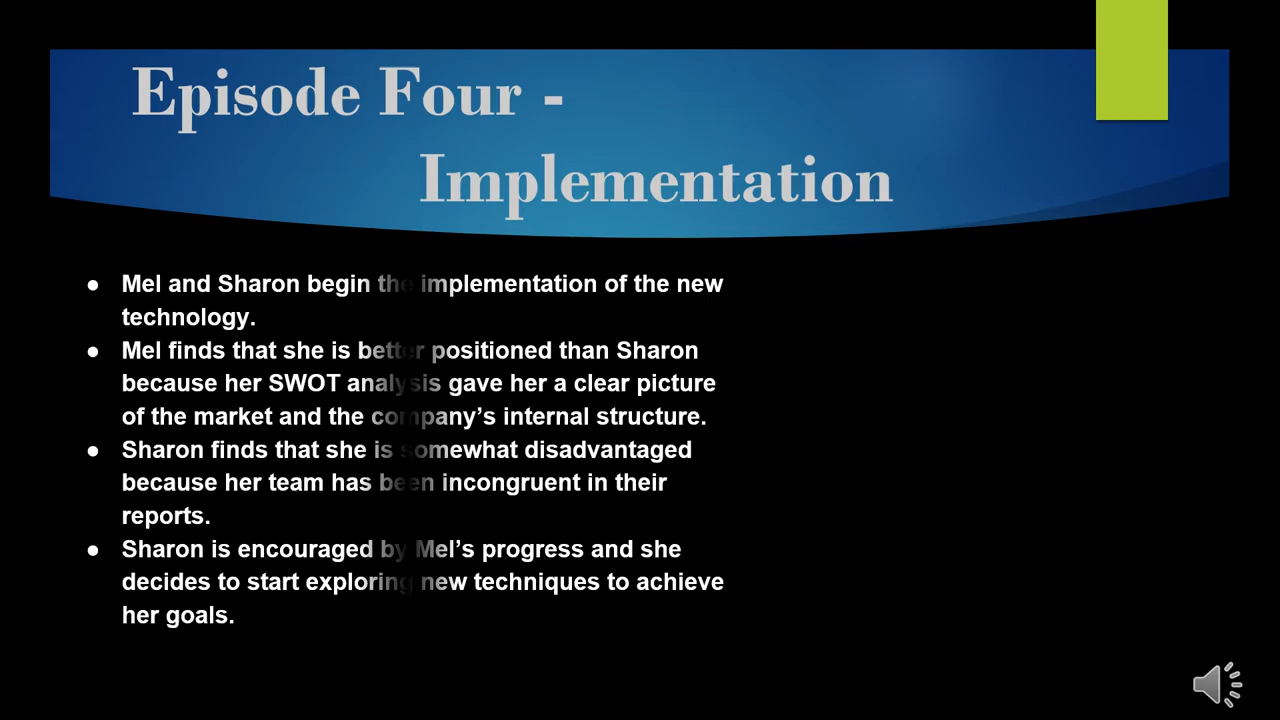 Episode Four -
Implementation
● Mel and Sharon begin the implementation of the new
technology.
● Mel finds that she is better positioned than Sharon
because her SWOT analysis gave her a clear picture
of the market and the company’s internal structure.
● Sharon finds that she is somewhat disadvantaged
because her team has been incongruent in their
reports.
● Sharon is encouraged by Mel’s progress and she
decides to start exploring new techniques to achieve
her goals.